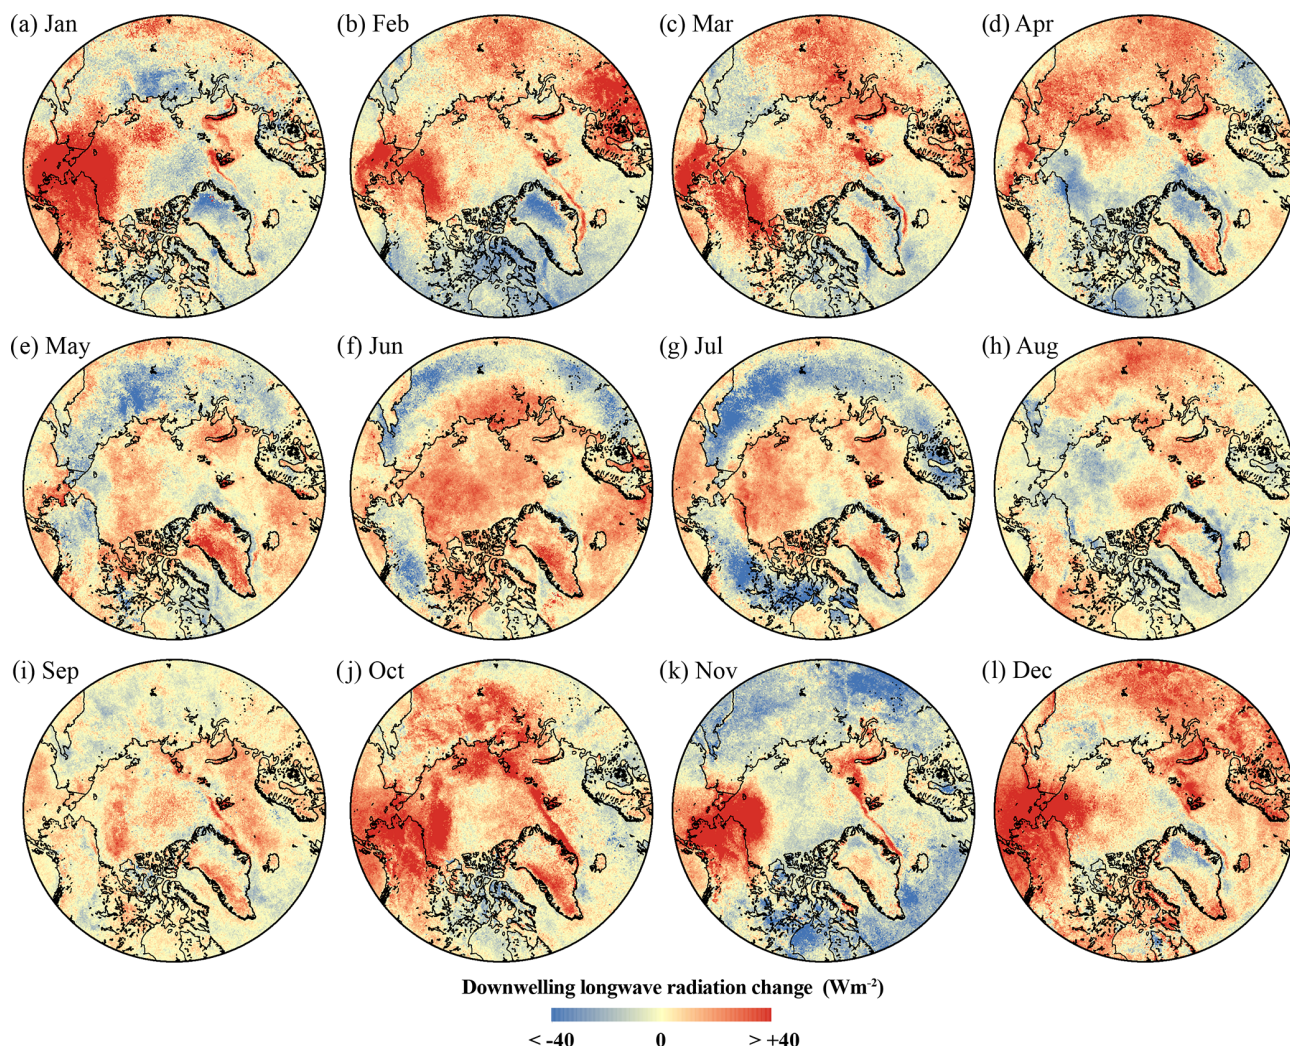 (a) Jan
(b) Feb
(c) Mar
(d) Apr
(e) May
(f) Jun
(g) Jul
(h) Aug
(i) Sep
(j) Oct
(k) Nov
(l) Dec
Downwelling longwave radiation change (Wm⁻²)
< -40 0 > +40